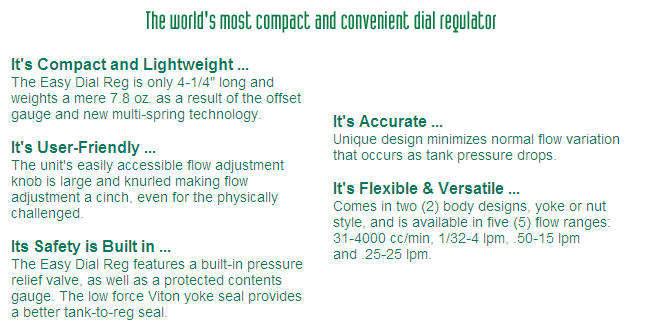 The world's most compact and convenient dial regulator
It's Compact and Lightweight ...
The Easy Dial Reg is only 4-1/4" long and
weights a mere 7.8 oz. as a result of the offset
gauge and new multi-spring technology.
It's User-Friendly ...
The unit's easily accessible flow adjustment
knob is large and knurled making flow
adjustment a cinch, even for the physically
challenged.
Its Safety is Built in ...
The Easy Dial Reg features a built-in pressure
relief valve, as well as a protected contents
gauge. The low force Viton yoke seal provides
a better tank-to-reg seal.
It's Accurate ...
Unique design minimizes normal flow variation
that occurs as tank pressure drops.
It's Flexible & Versatile ...
Comes in two (2) body designs, yoke or nut
style, and is available in five (5) flow ranges:
31-4000 cc/min, 1/32-4 lpm, .50-15 lpm
and .25-25 lpm.